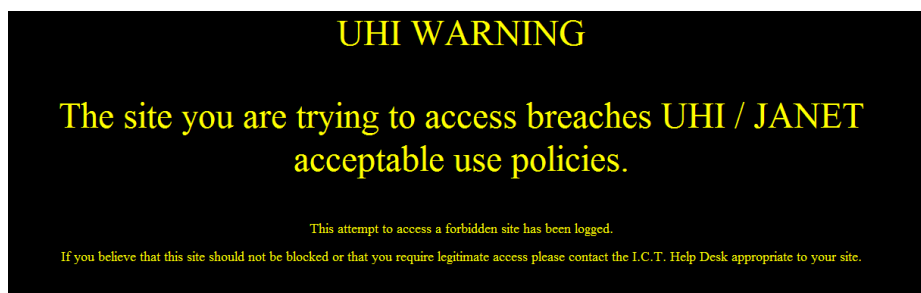 UHI WARNING
The site you are trying to access breaches UHI / JANET
acceptable use policies.
This attempt to access a forbidden site has been logged.
If you believe that this site should not be blocked or that you require legitimate access please contact the I.C.T. Help Desk appropriate to your site.